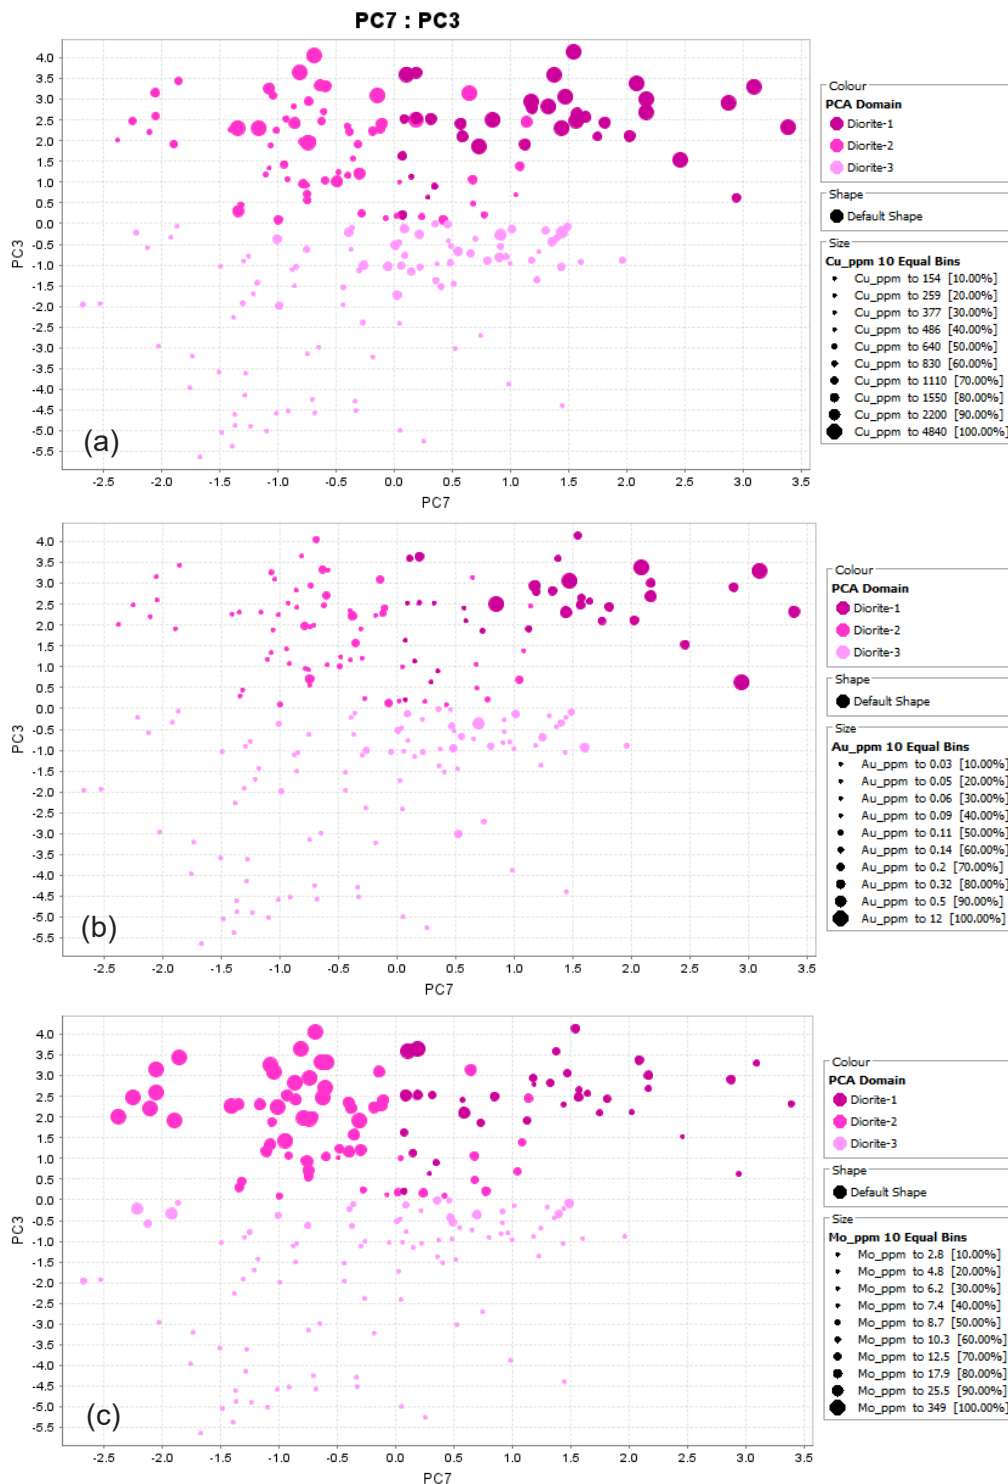 PC7 : PC3
4.0
3.5
3.0
2.5
2.0
1.5
1.0
0.5
0.0
-0.5
-1.0
-1.5
-2.0
-2.5
-3.0
-3.5
-4.0
-4.5
-5.0
-5.5
PC3
(a)
-2.5 -2.0 -1.5 -1.0 -0.5 0.0 0.5 1.0 1.5 2.0 2.5 3.0 3.5
PC7
Colour
PCA Domain
Diorite-1
Diorite-2
Diorite-3
Shape
Default Shape
Size
Cu_ppm 10 Equal Bins
Cu_ppm to 154 [10.00%]
Cu_ppm to 259 [20.00%]
Cu_ppm to 377 [30.00%]
Cu_ppm to 486 [40.00%]
Cu_ppm to 640 [50.00%]
Cu_ppm to 830 [60.00%]
Cu_ppm to 1110 [70.00%]
Cu_ppm to 1550 [80.00%]
Cu_ppm to 2200 [90.00%]
Cu_ppm to 4840 [100.00%]
4.0
3.5
3.0
2.5
2.0
1.5
1.0
0.5
0.0
-0.5
-1.0
-1.5
-2.0
-2.5
-3.0
-3.5
-4.0
-4.5
-5.0
-5.5
PC3
(b)
-2.5 -2.0 -1.5 -1.0 -0.5 0.0 0.5 1.0 1.5 2.0 2.5 3.0 3.5
PC7
Colour
PCA Domain
Diorite-1
Diorite-2
Diorite-3
Shape
Default Shape
Size
Au_ppm 10 Equal Bins
Au_ppm to 0.03 [10.00%]
Au_ppm to 0.05 [20.00%]
Au_ppm to 0.06 [30.00%]
Au_ppm to 0.09 [40.00%]
Au_ppm to 0.11 [50.00%]
Au_ppm to 0.14 [60.00%]
Au_ppm to 0.2 [70.00%]
Au_ppm to 0.32 [80.00%]
Au_ppm to 0.5 [90.00%]
Au_ppm to 12 [100.00%]
4.0
3.5
3.0
2.5
2.0
1.5
1.0
0.5
0.0
-0.5
-1.0
-1.5
-2.0
-2.5
-3.0
-3.5
-4.0
-4.5
-5.0
-5.5
PC3
(c)
-2.5 -2.0 -1.5 -1.0 -0.5 0.0 0.5 1.0 1.5 2.0 2.5 3.0 3.5
PC7
Colour
PCA Domain
Diorite-1
Diorite-2
Diorite-3
Shape
Default Shape
Size
Mo_ppm 10 Equal Bins
Mo_ppm to 2.8 [10.00%]
Mo_ppm to 4.8 [20.00%]
Mo_ppm to 6.2 [30.00%]
Mo_ppm to 7.4 [40.00%]
Mo_ppm to 8.7 [50.00%]
Mo_ppm to 10.3 [60.00%]
Mo_ppm to 12.5 [70.00%]
Mo_ppm to 17.9 [80.00%]
Mo_ppm to 25.5 [90.00%]
Mo_ppm to 349 [100.00%]